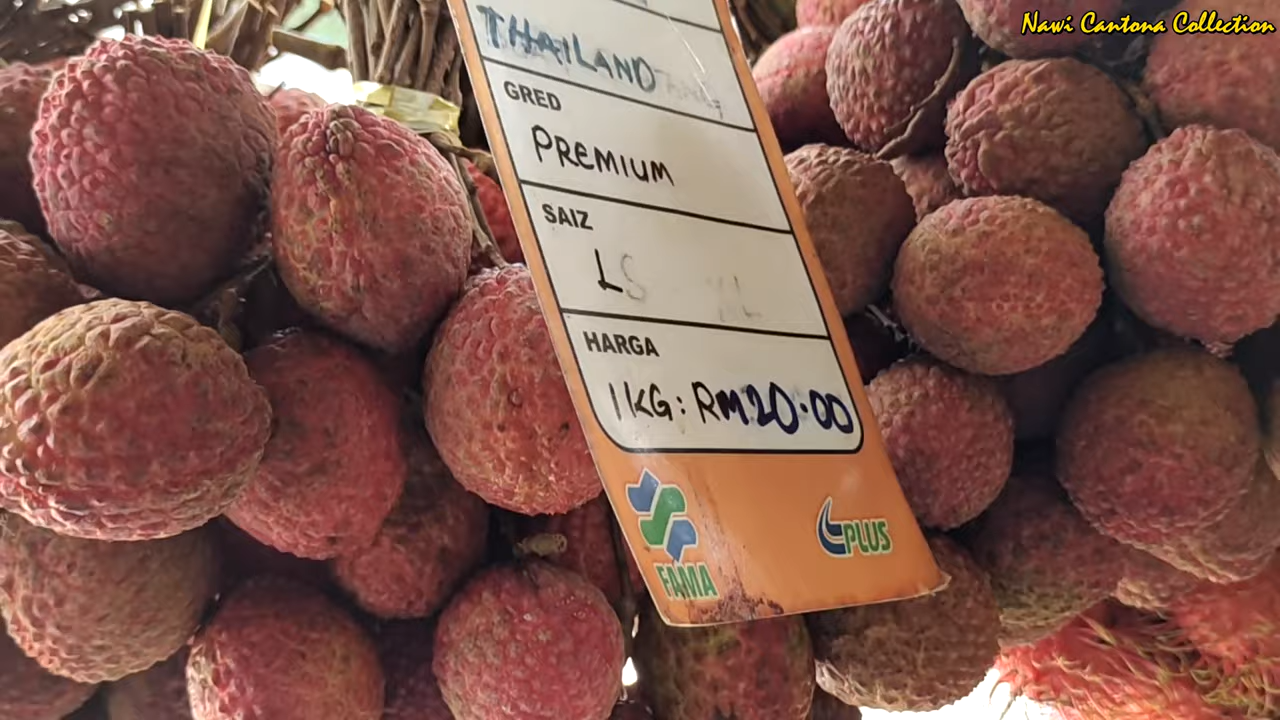 Nawi Cantona Collection
THAILAND
GRED
PREMIUM
SAIZ
L
HARGA
1KG: RM20.00
FAMA
PLUS